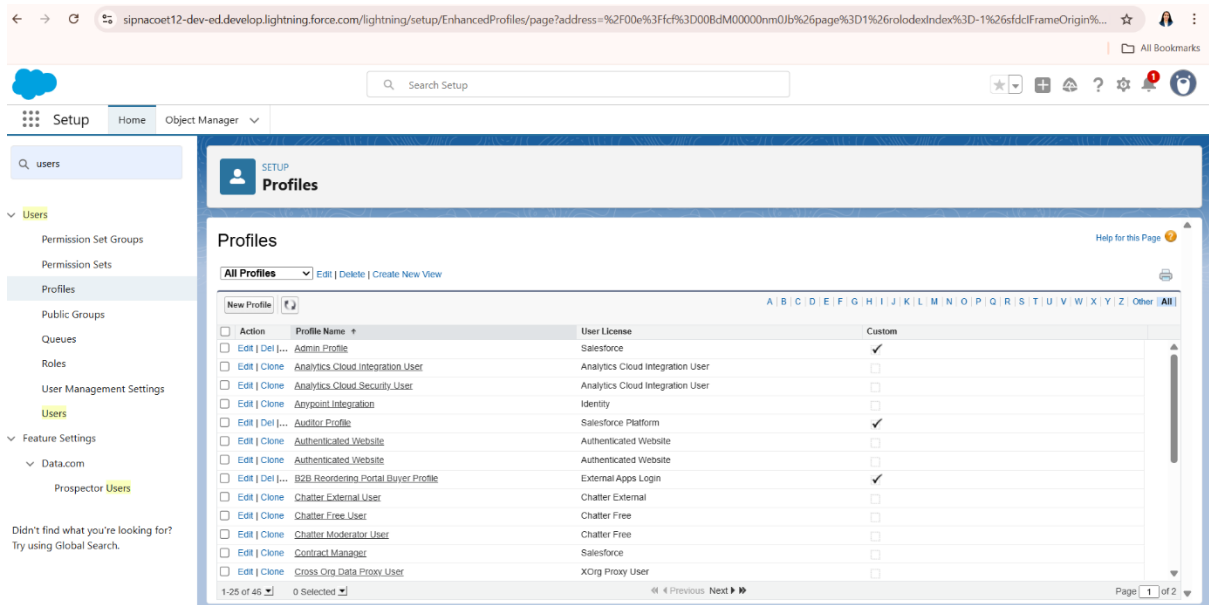 sipnacoet12-dev-ed.develop.lightning.force.com/lightning/setup/EnhancedProfiles/page?address=%2F00e%3Ffcf%3D00BdM00000nm0Jb%26page%3D1%26rolodexIndex%3D-1%26sfdcIFrameOrigin%...
All Bookmarks
Search Setup
1
Setup Home Object Manager
users
Users
Permission Set Groups
Permission Sets
Profiles
Public Groups
Queues
Roles
User Management Settings
Users
Feature Settings
Data.com
Prospector Users
Didn't find what you're looking for?
Try using Global Search.
SETUP
Profiles
Profiles
Help for this Page ?
All Profiles Edit | Delete | Create New View
New Profile A | B | C | D | E | F | G | H | I | J | K | L | M | N | O | P | Q | R | S | T | U | V | W | X | Y | Z | Other | All
Action Profile Name User License Custom
Edit | Del |... Admin Profile Salesforce
Edit | Clone Analytics Cloud Integration User Analytics Cloud Integration User
Edit | Clone Analytics Cloud Security User Analytics Cloud Integration User
Edit | Clone Anypoint Integration Identity
Edit | Del |... Auditor Profile Salesforce Platform
Edit | Clone Authenticated Website Authenticated Website
Edit | Clone Authenticated Website Authenticated Website
Edit | Del |... B2B Reordering Portal Buyer Profile External Apps Login
Edit | Clone Chatter External User Chatter External
Edit | Clone Chatter Free User Chatter Free
Edit | Clone Chatter Moderator User Chatter Free
Edit | Clone Contract Manager Salesforce
Edit | Clone Cross Org Data Proxy User XOrg Proxy User
1-25 of 46 0 Selected Previous Next Page 1 of 2